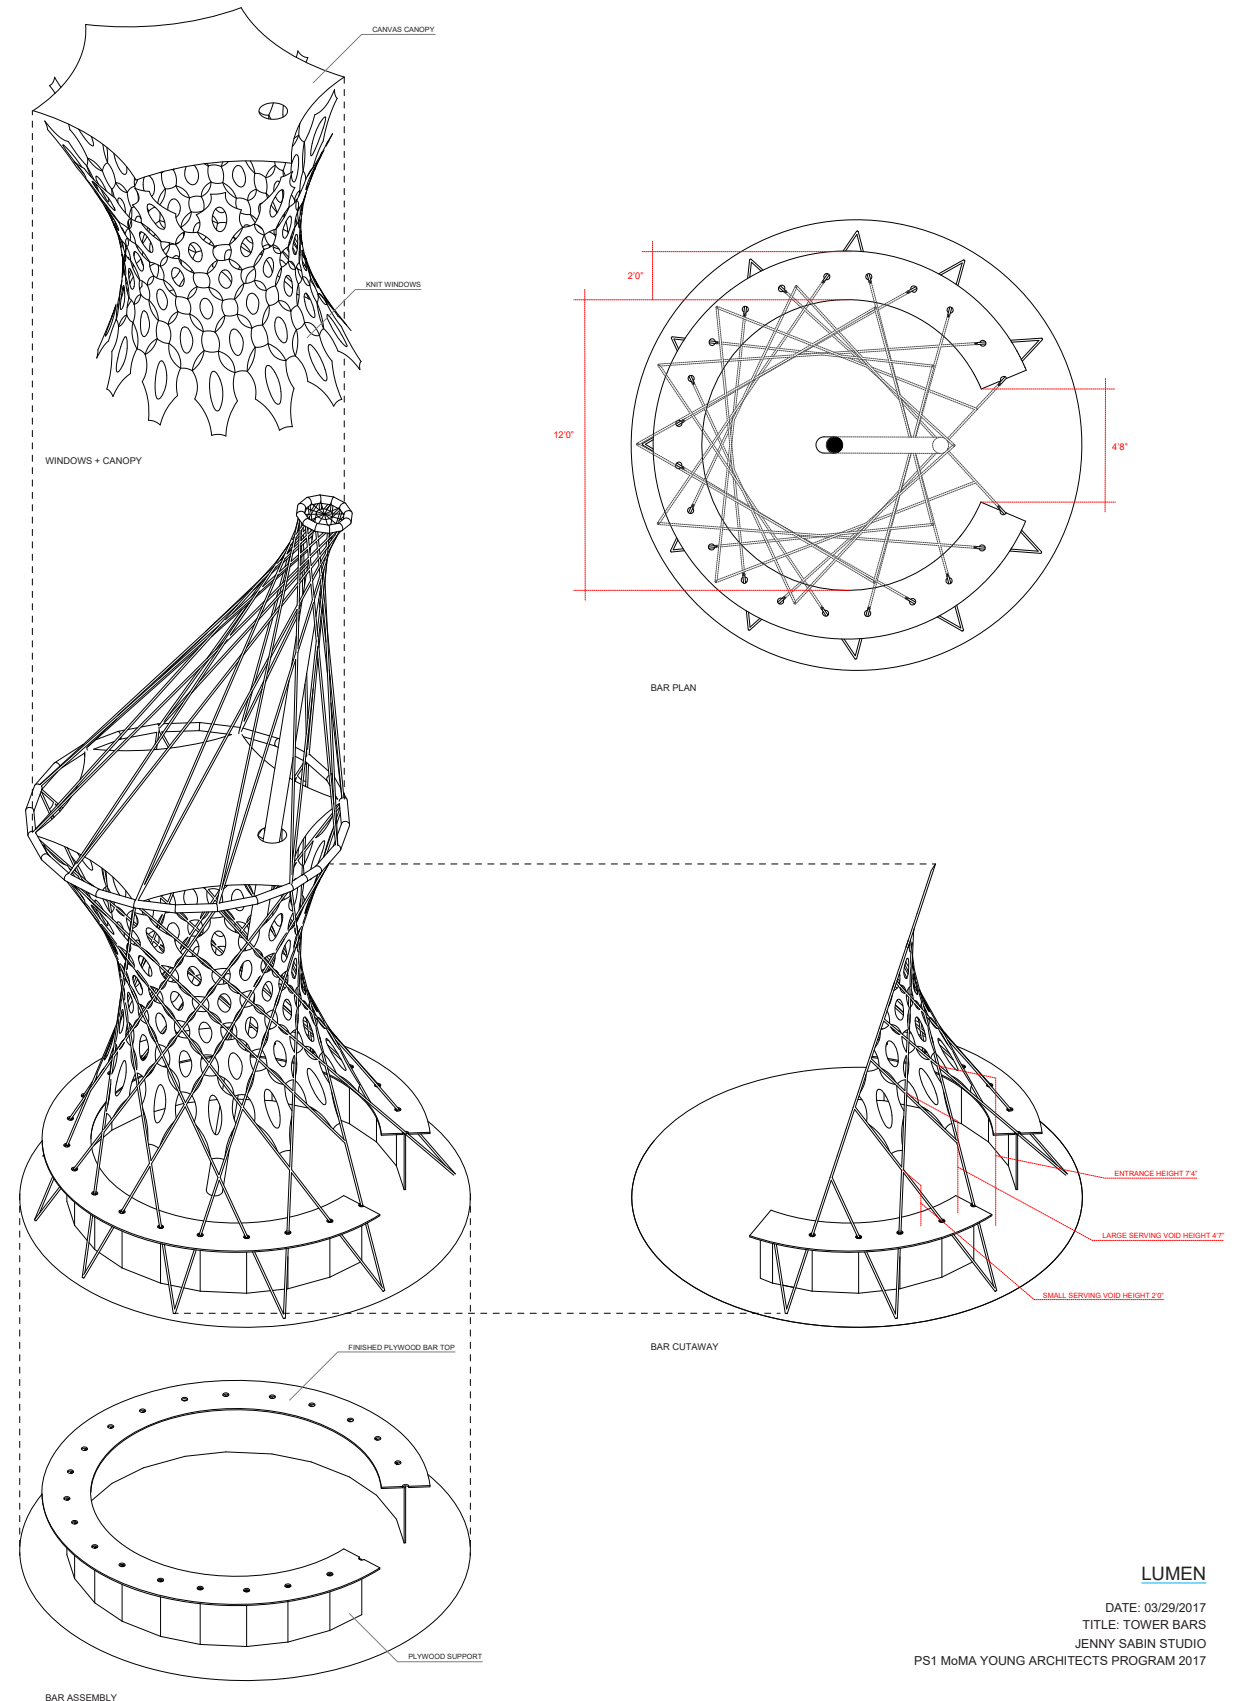 CANVAS CANOPY
KNIT WINDOWS
WINDOWS + CANOPY
2'0"
12'0"
4'8"
BAR PLAN
ENTRANCE HEIGHT 7'4"
LARGE SERVING VOID HEIGHT 4'7"
SMALL SERVING VOID HEIGHT 2'0"
BAR CUTAWAY
FINISHED PLYWOOD BAR TOP
PLYWOOD SUPPORT
BAR ASSEMBLY
LUMEN
DATE: 03/29/2017
TITLE: TOWER BARS
JENNY SABIN STUDIO
PS1 MoMA YOUNG ARCHITECTS PROGRAM 2017